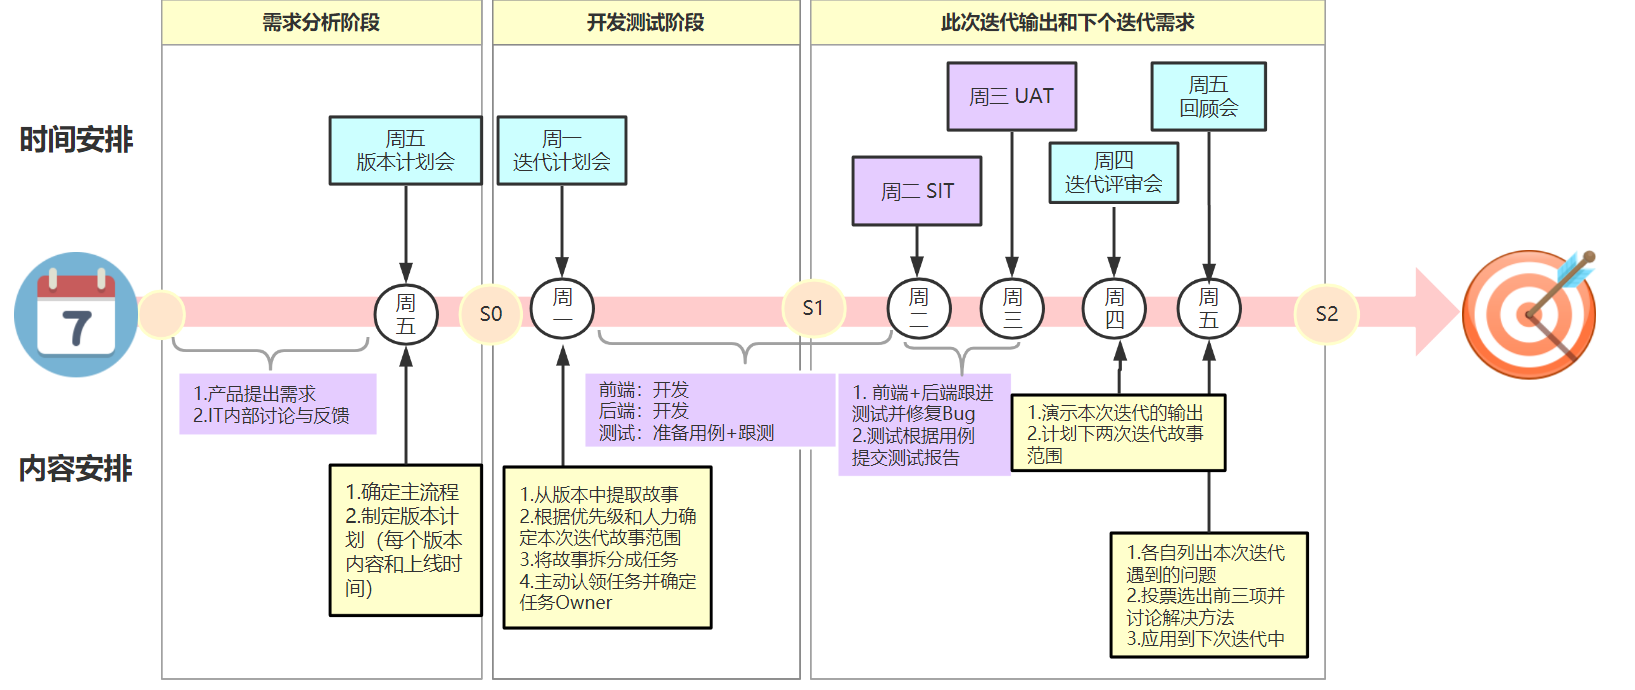 需求分析阶段
开发测试阶段
此次迭代输出和下个迭代需求
时间安排
周五
版本计划会
周一
迭代计划会
周二 SIT
周三 UAT
周四
迭代评审会
周五
回顾会
7
周
五
S0
周
一
S1
周
二
周
三
周
四
周
五
S2
内容安排
1.产品提出需求
2.IT内部讨论与反馈
前端：开发
后端：开发
测试：准备用例+跟测
1. 前端+后端跟进
测试并修复Bug
2.测试根据用例
提交测试报告
1.演示本次迭代的输出
2.计划下两次迭代故事
范围
1.确定主流程
2.制定版本计
划（每个版本
内容和上线时
间）
1.从版本中提取故事
2.根据优先级和人力确
定本次迭代故事范围
3.将故事拆分成任务
4.主动认领任务并确定
任务Owner
1.各自列出本次迭代
遇到的问题
2.投票选出前三项并
讨论解决方法
3.应用到下次迭代中